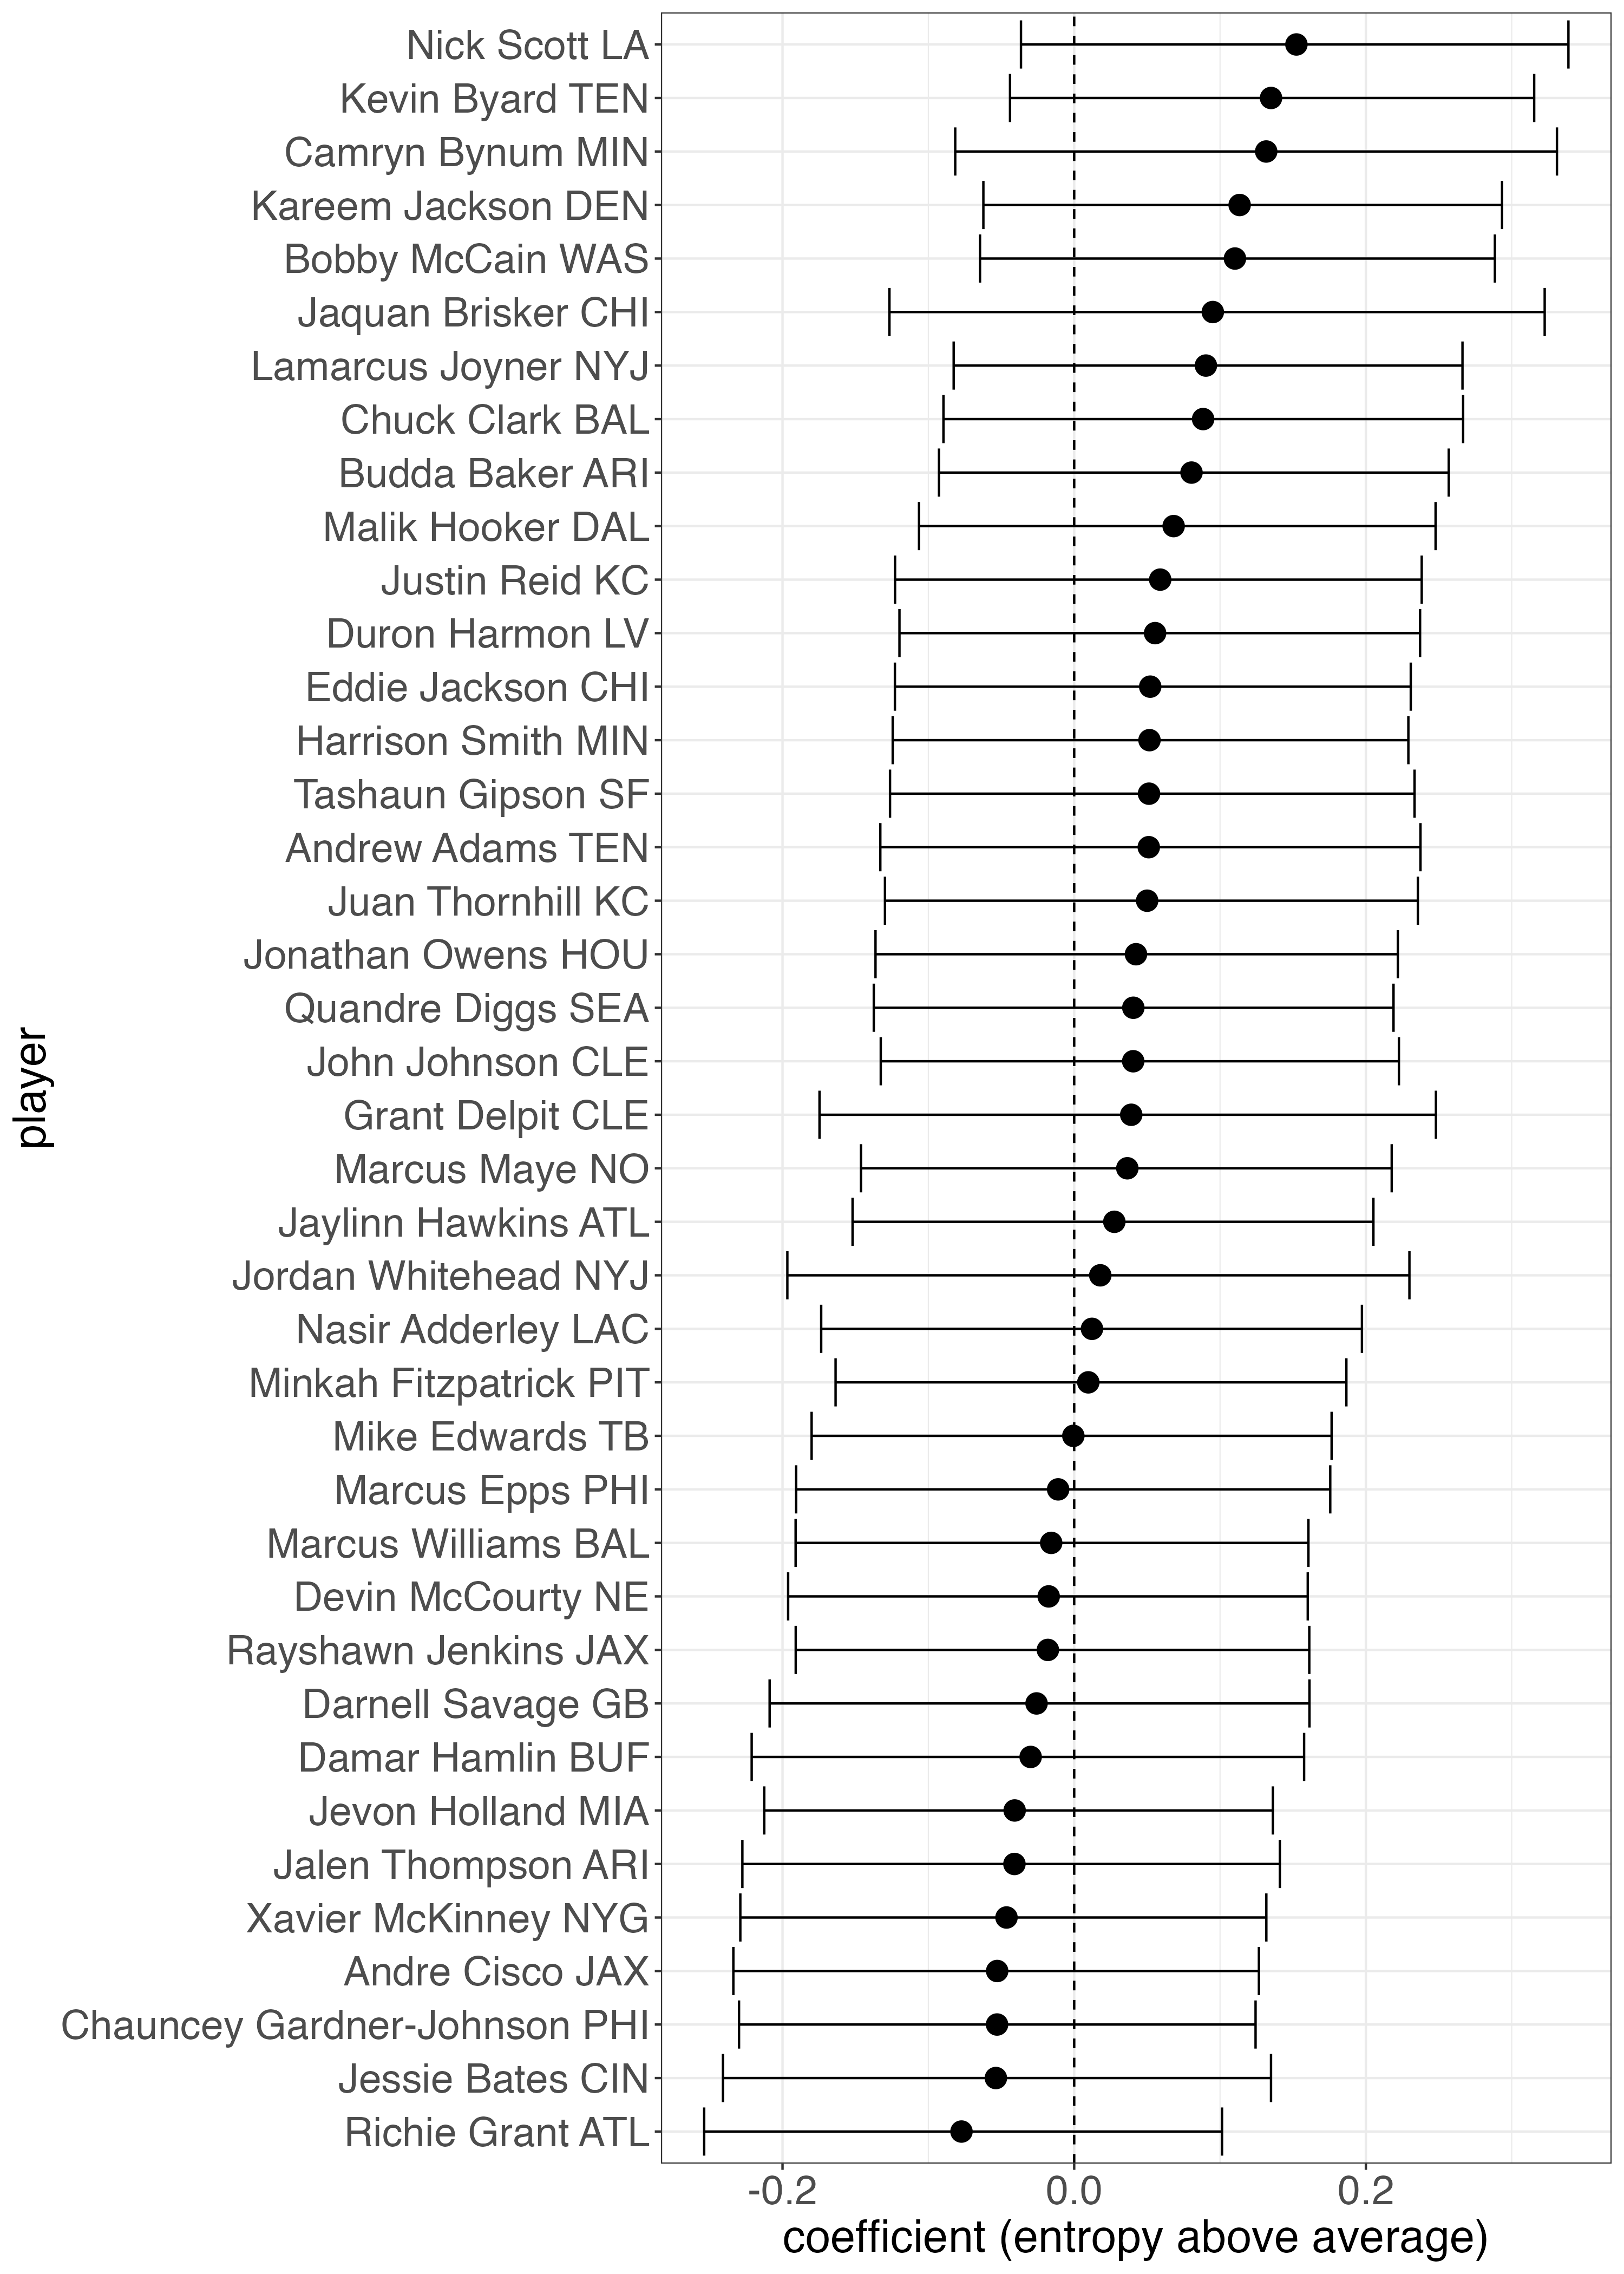 Nick Scott LA
Kevin Byard TEN
Camryn Bynum MIN
Kareem Jackson DEN
Bobby McCain WAS
Jaquan Brisker CHI
Lamarcus Joyner NYJ
Chuck Clark BAL
Budda Baker ARI
Malik Hooker DAL
Justin Reid KC
Duron Harmon LV
Eddie Jackson CHI
Harrison Smith MIN
Tashaun Gipson SF
Andrew Adams TEN
Juan Thornhill KC
Jonathan Owens HOU
Quandre Diggs SEA
John Johnson CLE
Grant Delpit CLE
Marcus Maye NO
Jaylinn Hawkins ATL
Jordan Whitehead NYJ
Nasir Adderley LAC
Minkah Fitzpatrick PIT
Mike Edwards TB
Marcus Epps PHI
Marcus Williams BAL
Devin McCourty NE
Rayshawn Jenkins JAX
Darnell Savage GB
Damar Hamlin BUF
Jevon Holland MIA
Jalen Thompson ARI
Xavier McKinney NYG
Andre Cisco JAX
Chauncey Gardner-Johnson PHI
Jessie Bates CIN
Richie Grant ATL
player
-0.2 0.0 0.2
coefficient (entropy above average)